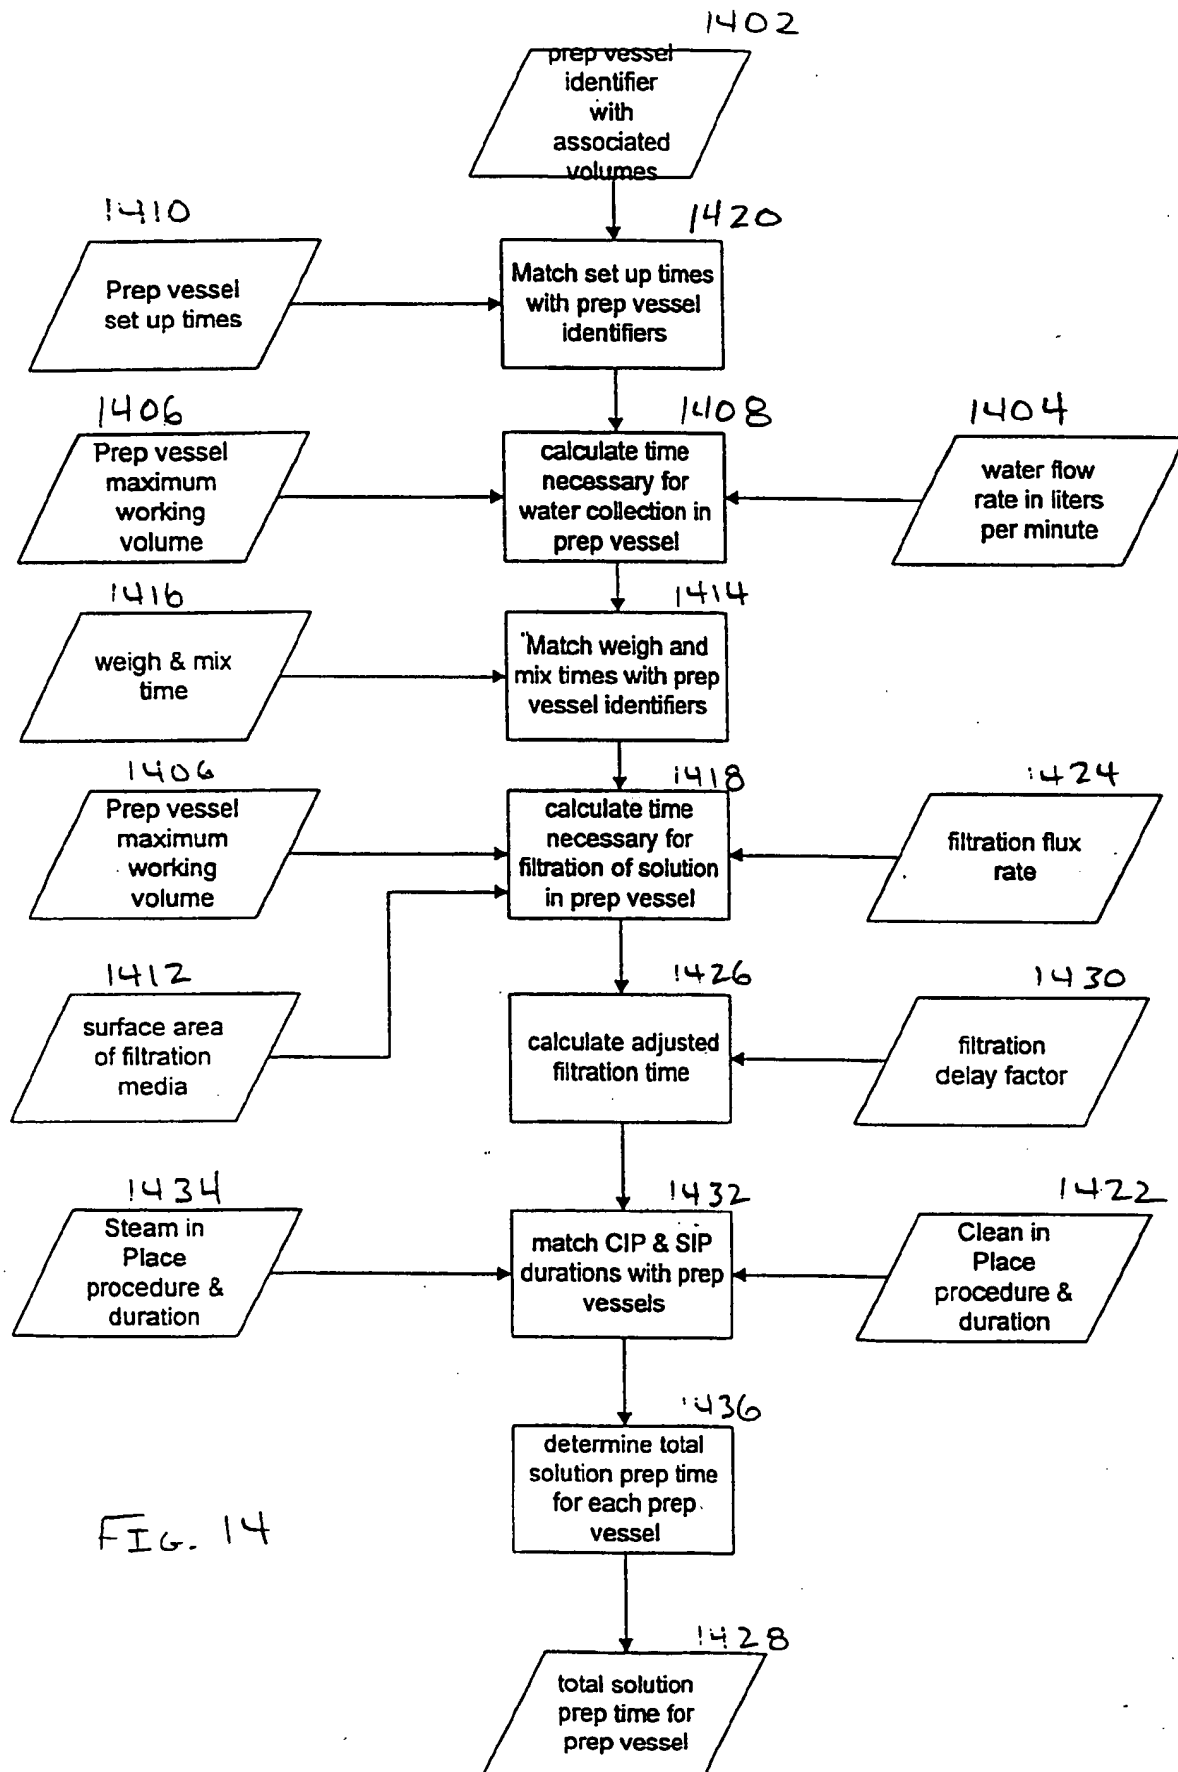 1402
prep vessel
identifier
with
associated
volumes
1410
Prep vessel
set up times
1420
Match set up times
with prep vessel
identifiers
1406
Prep vessel
maximum
working
volume
1408
calculate time
necessary for
water collection in
prep vessel
1404
water flow
rate in liters
per minute
1416
weigh & mix
time
1414
Match weigh and
mix times with prep
vessel identifiers
1406
Prep vessel
maximum
working
volume
1418
calculate time
necessary for
filtration of solution
in prep vessel
1424
filtration flux
rate
1412
surface area
of filtration
media
1426
calculate adjusted
filtration time
1430
filtration
delay factor
1434
Steam in
Place
procedure &
duration
1432
match CIP & SIP
durations with prep
vessels
1422
Clean in
Place
procedure &
duration
1436
determine total
solution prep time
for each prep
vessel
FIG. 14
1428
total solution
prep time for
prep vessel